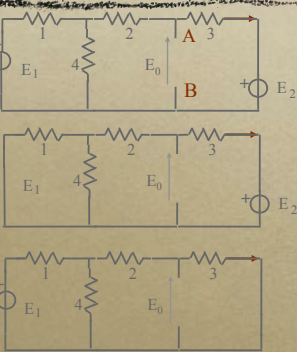 1 2 A 3
4 E₀
E₁ B + E₂
1 2 3
E₁ 4 E₀ + E₂
1 2 3
E₁ 4 E₀